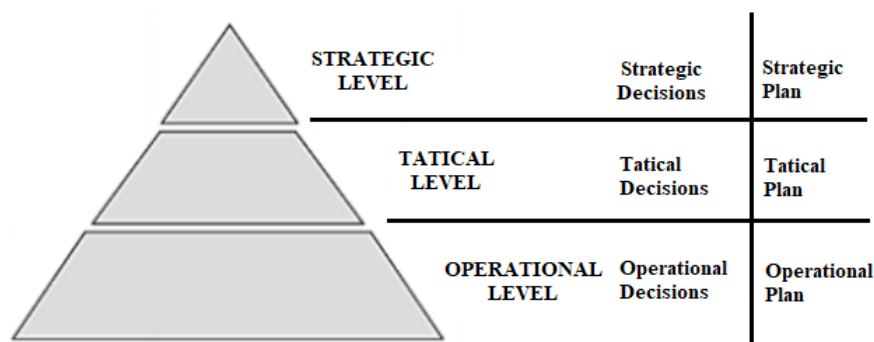 STRATEGIC
LEVEL
Strategic
Decisions
Strategic
Plan
TATICAL
LEVEL
Tatical
Decisions
Tatical
Plan
OPERATIONAL
LEVEL
Operational
Decisions
Operational
Plan